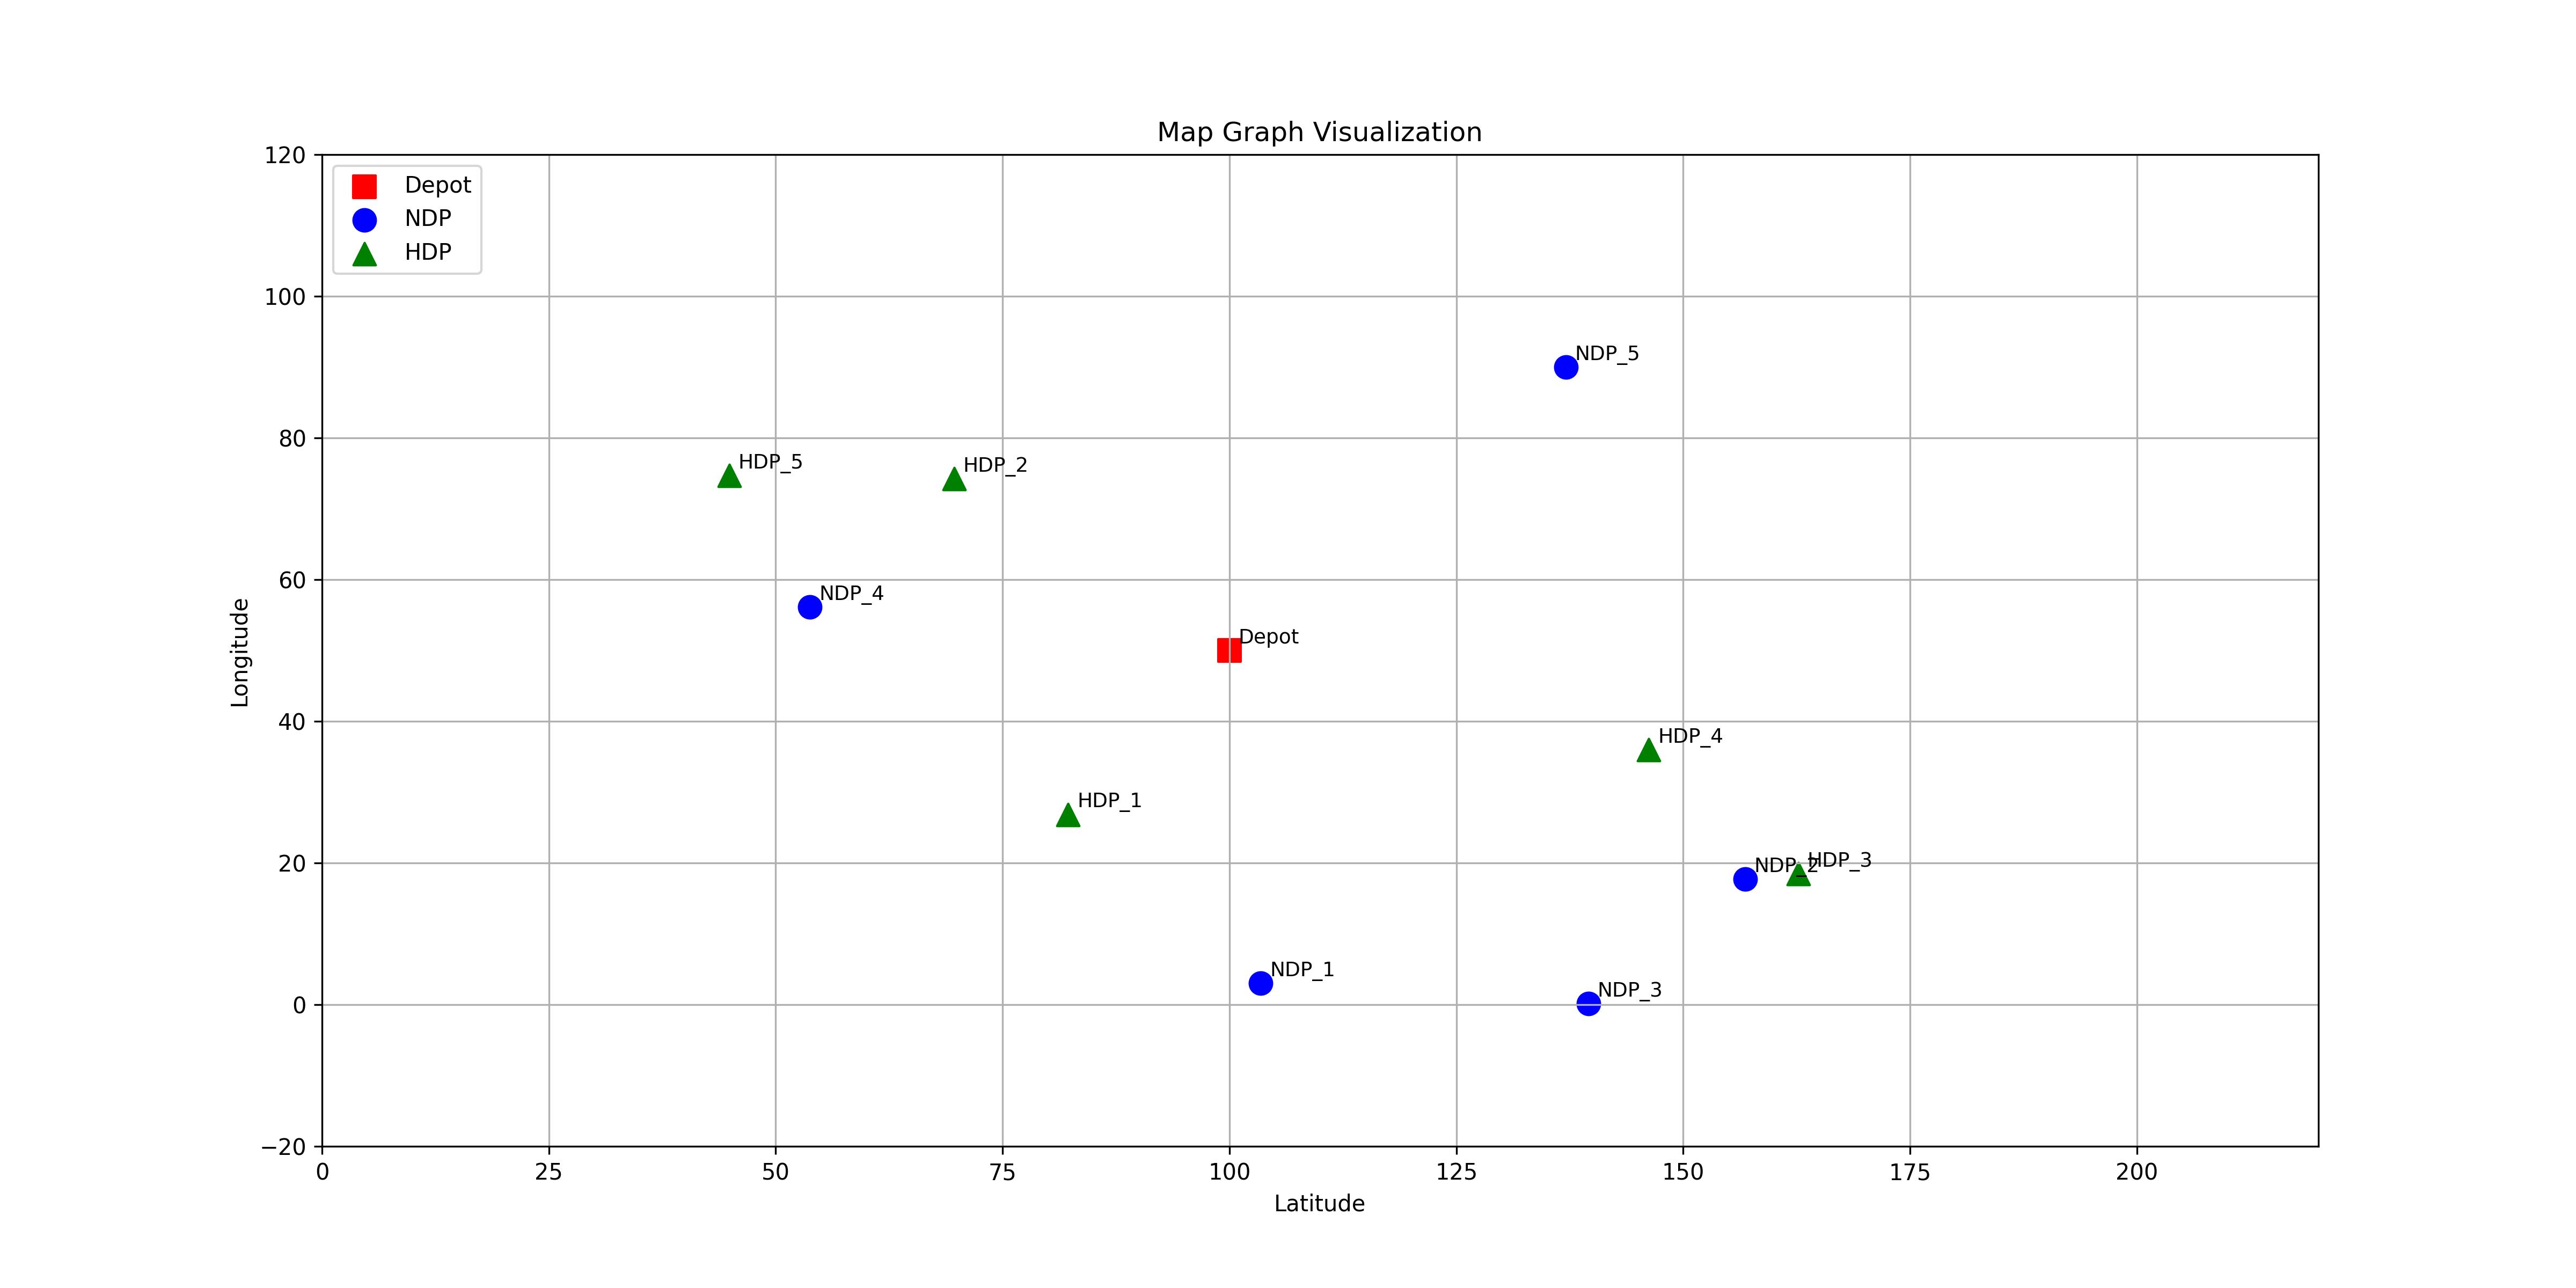 Map Graph Visualization
Depot
NDP
HDP
120
100
80
60
40
20
0
−20
Longitude
NDP_5
HDP_5
HDP_2
NDP_4
Depot
HDP_4
HDP_1
HDP_3
NDP_2
NDP_1
NDP_3
0
25
50
75
100
125
150
175
200
Latitude